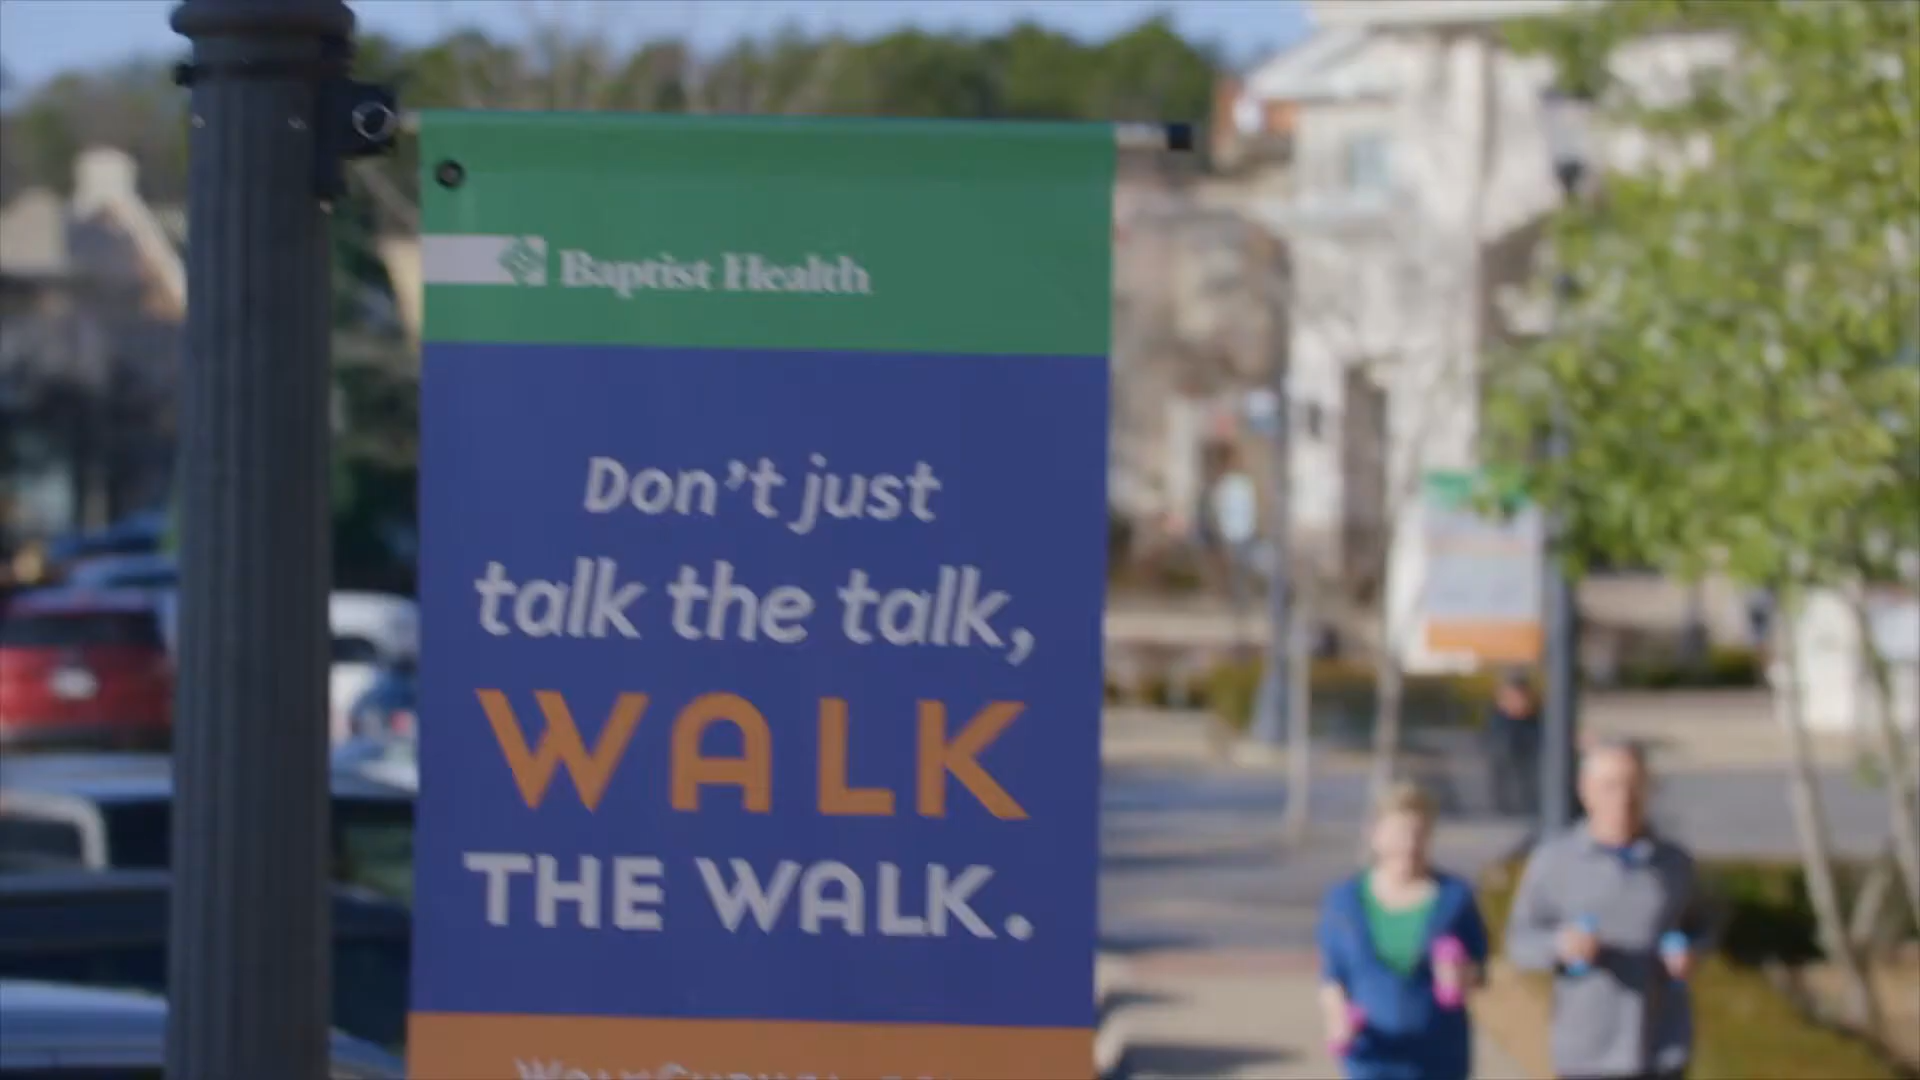 Baptist Health
Don't just
talk the talk,
WALK
THE WALK.